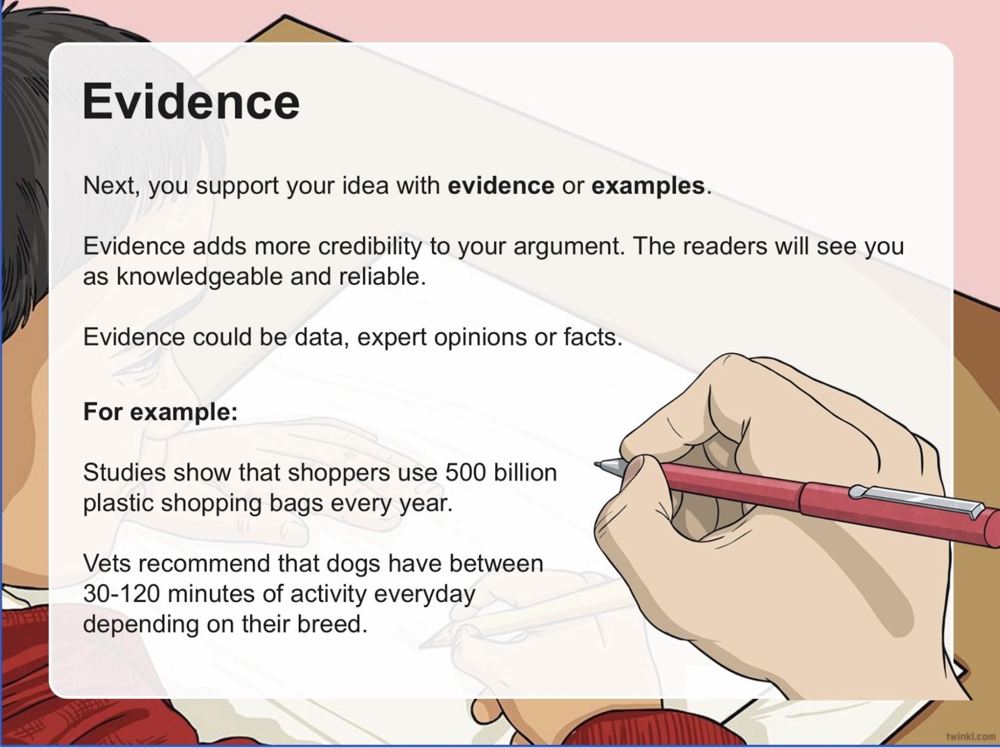 Evidence
Next, you support your idea with evidence or examples.
Evidence adds more credibility to your argument. The readers will see you
as knowledgeable and reliable.
Evidence could be data, expert opinions or facts.
For example:
Studies show that shoppers use 500 billion
plastic shopping bags every year.
Vets recommend that dogs have between
30-120 minutes of activity everyday
depending on their breed.
twinkl.com